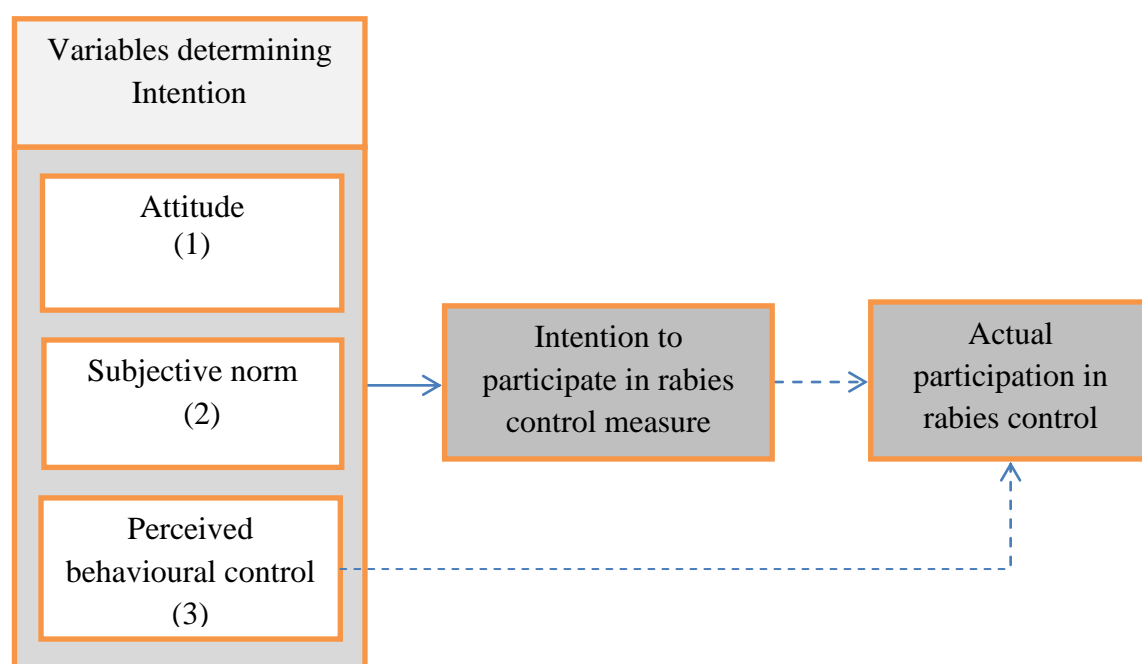 Variables determining
Intention
Attitude
(1)
Subjective norm
(2)
Perceived
behavioural control
(3)
Intention to
participate in rabies
control measure
Actual
participation in
rabies control